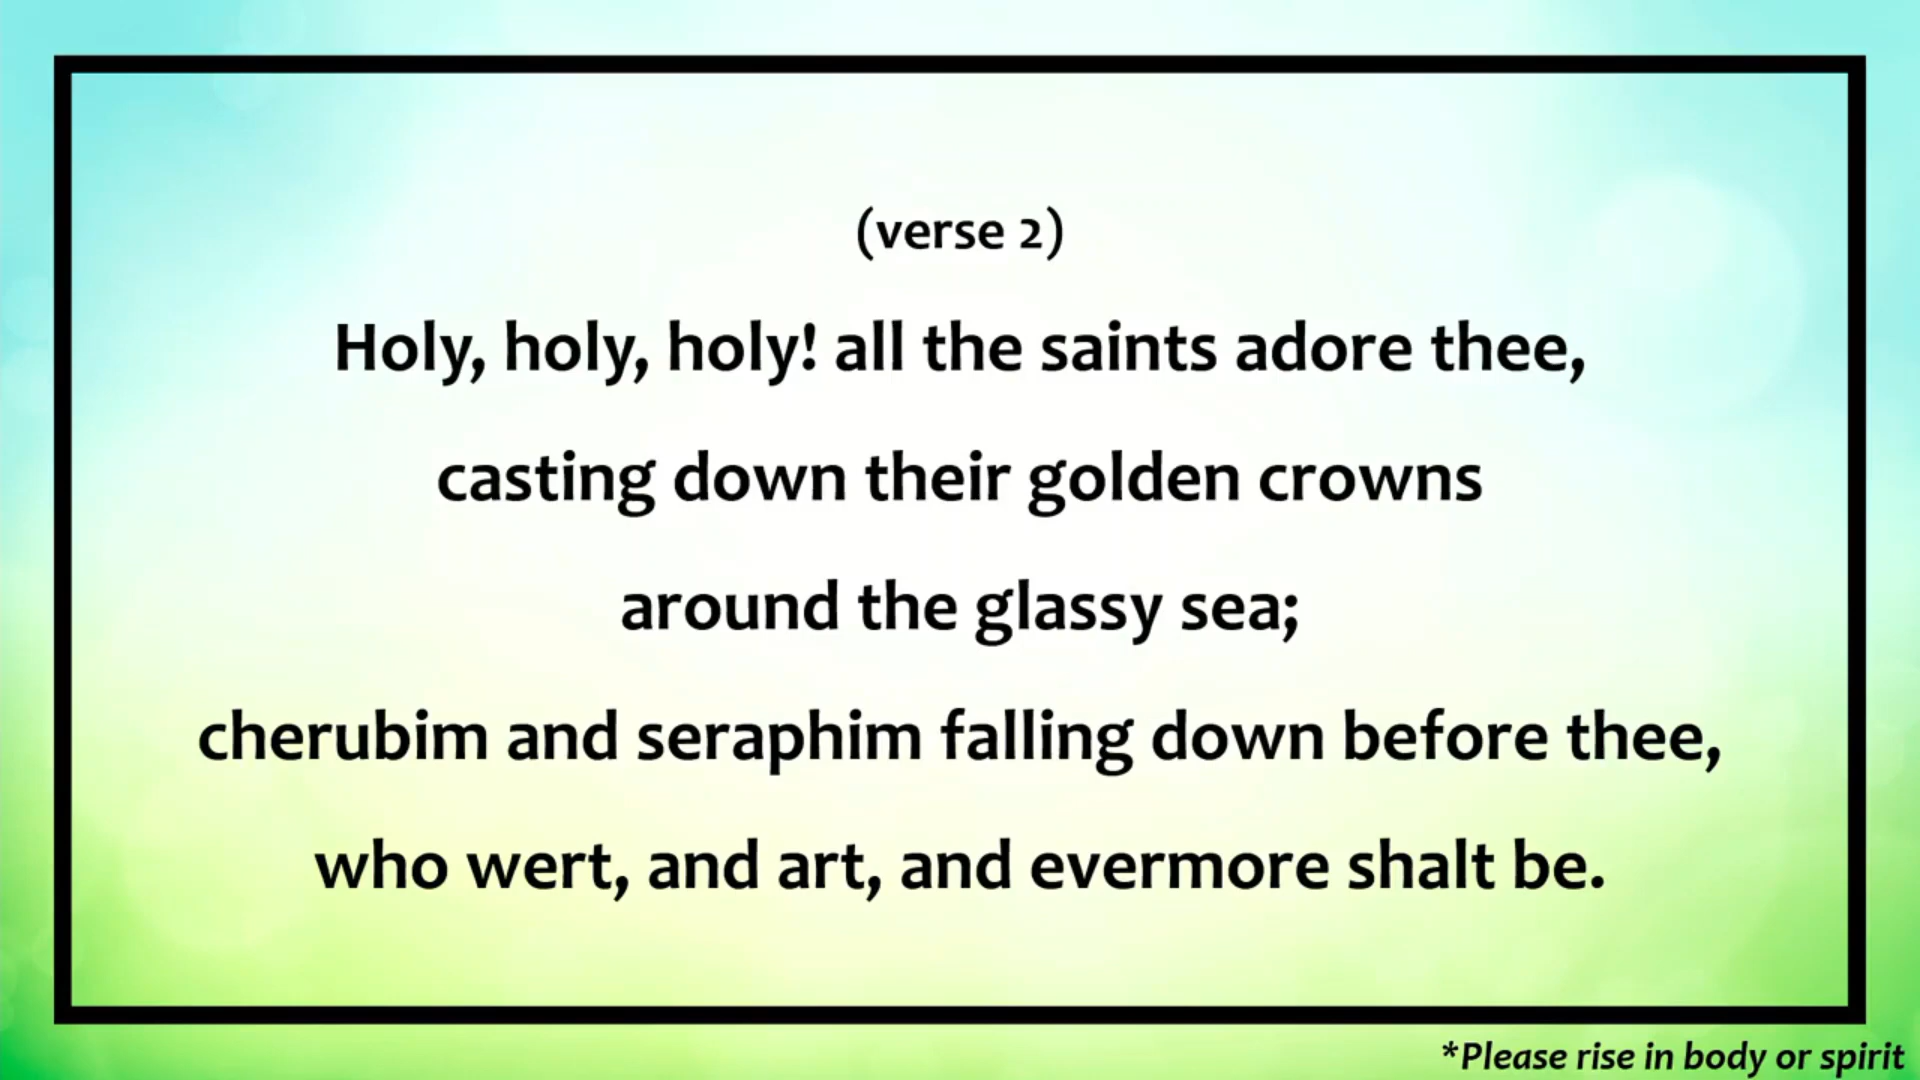 (verse 2)
Holy, holy, holy! all the saints adore thee,
casting down their golden crowns
around the glassy sea;
cherubim and seraphim falling down before thee,
who wert, and art, and evermore shalt be.
*Please rise in body or spirit